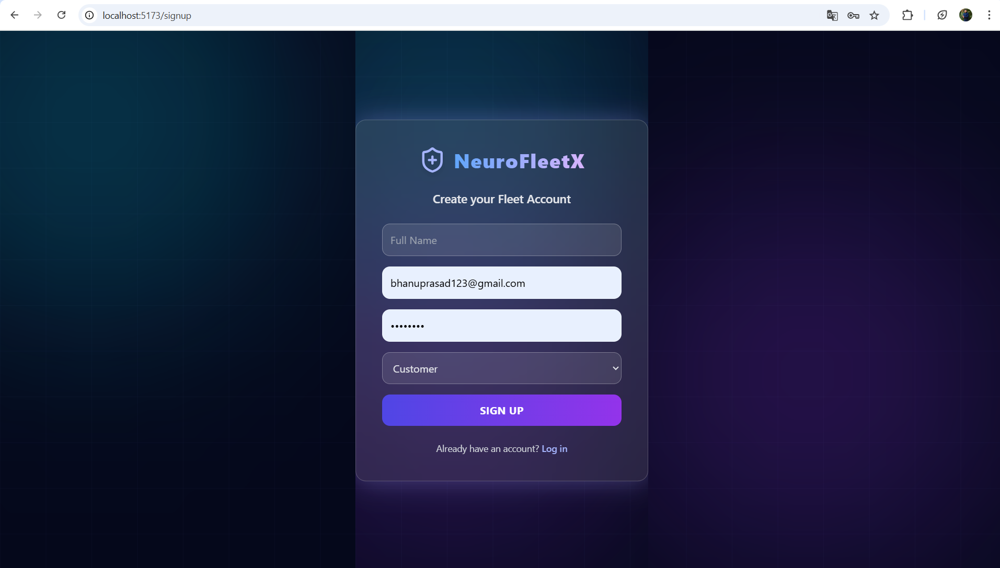 localhost:5173/signup
NeuroFleetX
Create your Fleet Account
Full Name
bhanuprasad123@gmail.com
••••••••
Customer
SIGN UP
Already have an account? Log in